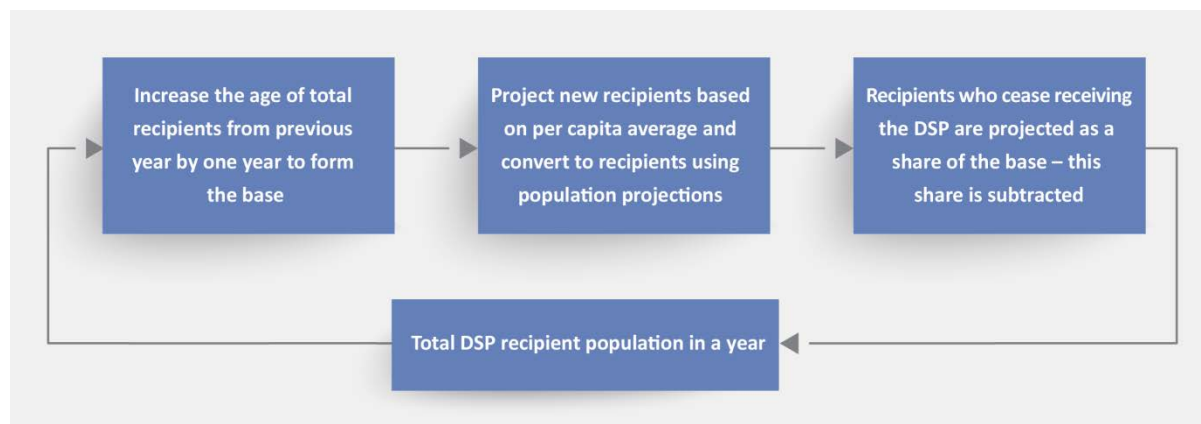 Increase the age of total
recipients from previous
year by one year to form
the base
Project new recipients based
on per capita average and
convert to recipients using
population projections
Recipients who cease receiving
the DSP are projected as a
share of the base – this
share is subtracted
Total DSP recipient population in a year